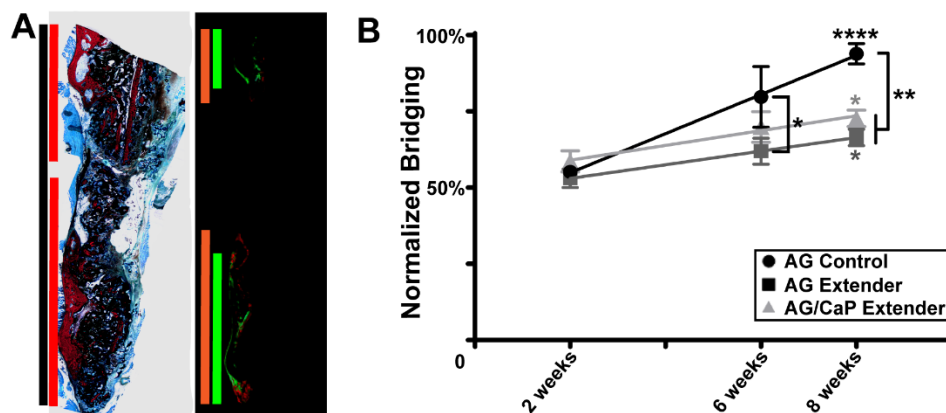 A
B
Normalized Bridging
100%
50%
0
2 weeks
6 weeks
8 weeks
****
**
*
*
*
AG Control
AG Extender
AG/CaP Extender